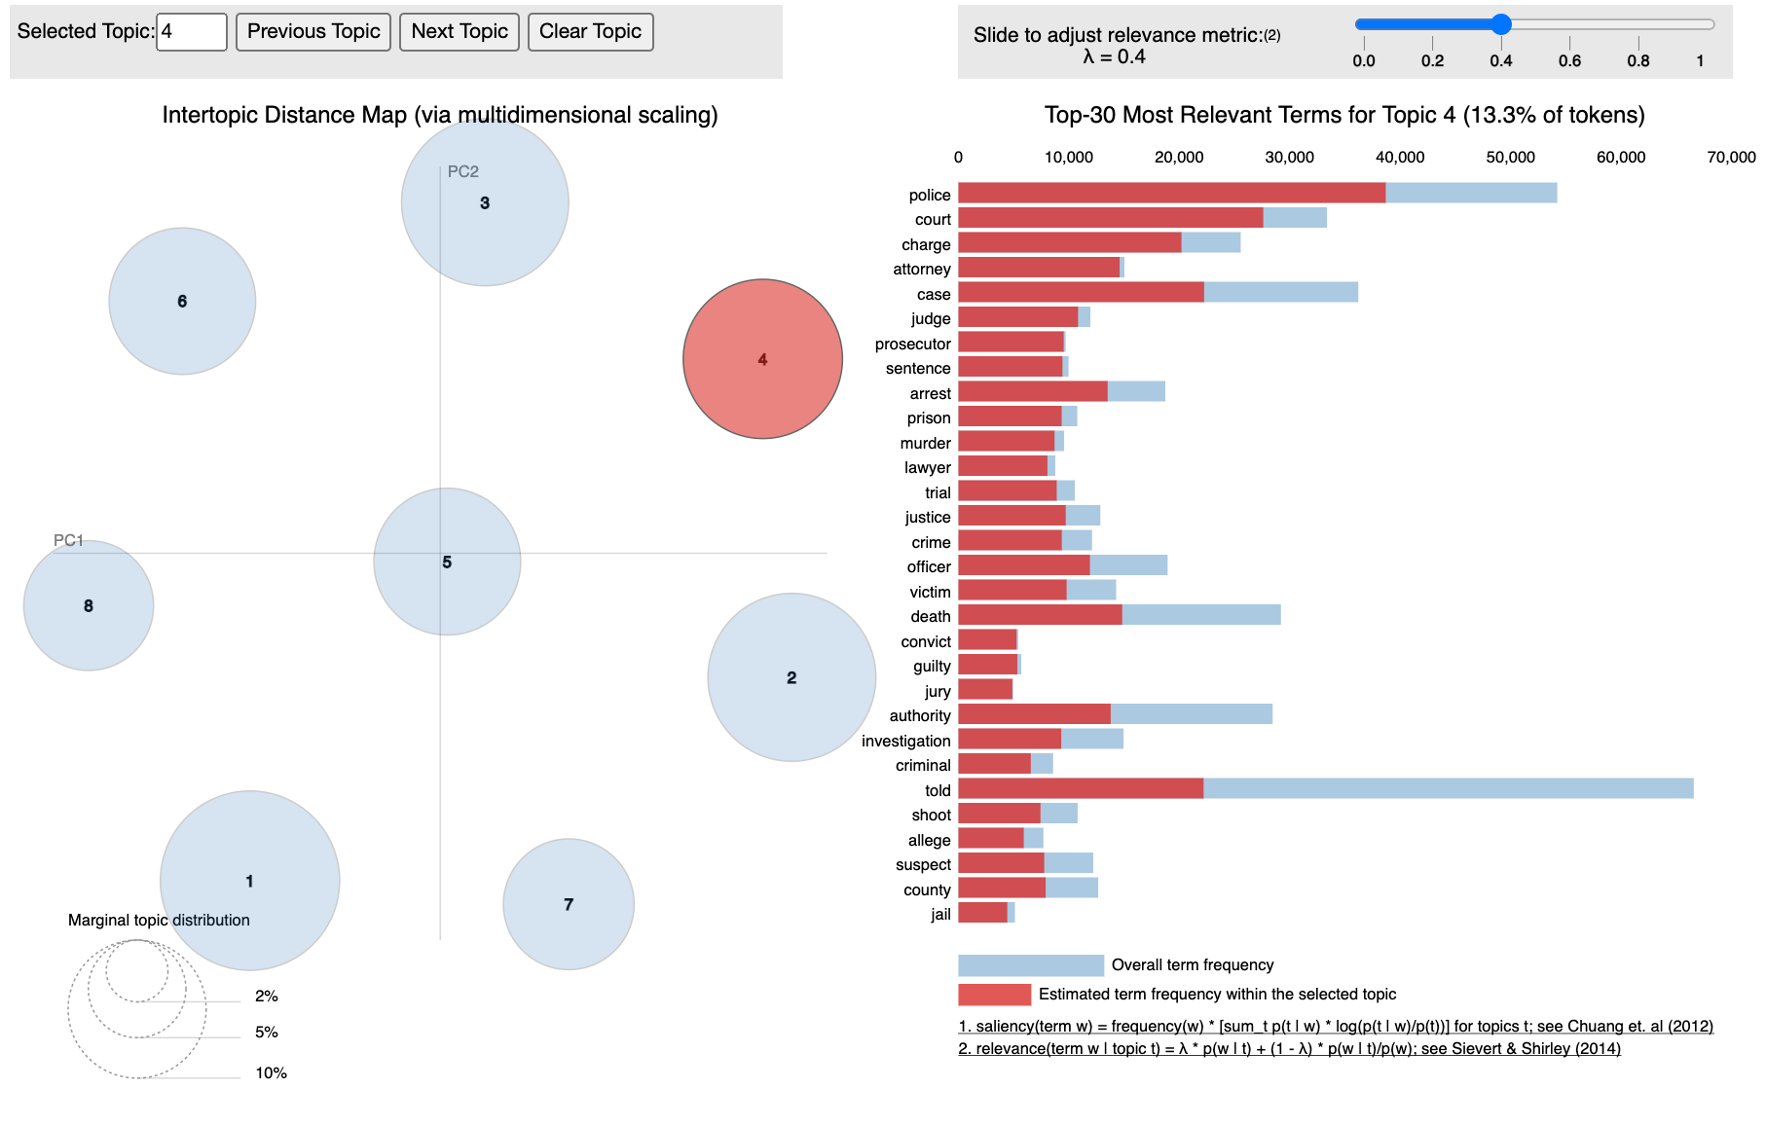 Selected Topic: 4 Previous Topic Next Topic Clear Topic
Slide to adjust relevance metric:(2)
λ = 0.4
0.0 0.2 0.4 0.6 0.8 1
Intertopic Distance Map (via multidimensional scaling)
PC2
3
6
4
PC1
5
8
2
1
7
Marginal topic distribution
2%
5%
10%
Top-30 Most Relevant Terms for Topic 4 (13.3% of tokens)
0 10,000 20,000 30,000 40,000 50,000 60,000 70,000
police
court
charge
attorney
case
judge
prosecutor
sentence
arrest
prison
murder
lawyer
trial
justice
crime
officer
victim
death
convict
guilty
jury
authority
investigation
criminal
told
shoot
allege
suspect
county
jail
Overall term frequency
Estimated term frequency within the selected topic
1. saliency(term w) = frequency(w) * [sum_t p(t | w) * log(p(t | w)/p(t))] for topics t; see Chuang et. al (2012)
2. relevance(term w | topic t) = λ * p(w | t) + (1 - λ) * p(w | t)/p(w); see Sievert & Shirley (2014)